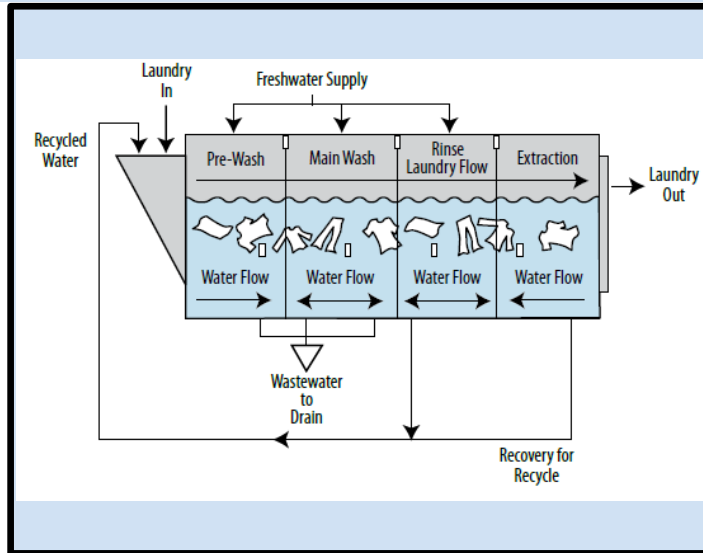 Laundry
In
Freshwater Supply
Recycled
Water
Pre-Wash
Main Wash
Rinse
Laundry Flow
Extraction
Laundry
Out
Water Flow
Water Flow
Water Flow
Water Flow
Wastewater
to
Drain
Recovery for
Recycle